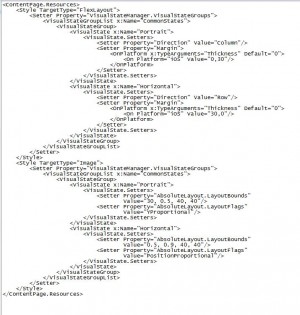 <ContentPage.Resources>
<Style TargetType="FlexLayout">
<Setter Property="VisualStateManager.VisualStateGroups">
<VisualStateGroupList x:Name="CommonStates">
<VisualStateGroup>
<VisualState x:Name="Portrait">
<VisualState.Setters>
<Setter Property="Direction" Value="Column"/>
<Setter Property="Margin">
<OnPlatform x:TypeArguments="Thickness" Default="0">
<On Platform="iOS" Value="0,30"/>
</OnPlatform>
</Setter>
</VisualState.Setters>
</VisualState>
<VisualState x:Name="Horizontal">
<VisualState.Setters>
<Setter Property="Direction" Value="Row"/>
<Setter Property="Margin">
<OnPlatform x:TypeArguments="Thickness" Default="0">
<On Platform="iOS" Value="30,0"/>
</OnPlatform>
</Setter>
</VisualState.Setters>
</VisualState>
</VisualStateGroup>
</VisualStateGroupList>
</Setter>
</Style>
<Style TargetType="Image">
<Setter Property="VisualStateManager.VisualStateGroups">
<VisualStateGroupList x:Name="CommonStates">
<VisualStateGroup>
<VisualState x:Name="Portrait">
<VisualState.Setters>
<Setter Property="AbsoluteLayout.LayoutBounds"
Value="30, 0.5, 40, 40"/>
<Setter Property="AbsoluteLayout.LayoutFlags"
Value="YProportional"/>
</VisualState.Setters>
</VisualState>
<VisualState x:Name="Horizontal">
<VisualState.Setters>
<Setter Property="AbsoluteLayout.LayoutBounds"
Value="0.5, 0.9, 40, 40"/>
<Setter Property="AbsoluteLayout.LayoutFlags"
Value="PositionProportional"/>
</VisualState.Setters>
</VisualState>
</VisualStateGroup>
</VisualStateGroupList>
</Setter>
</Style>
</ContentPage.Resources>